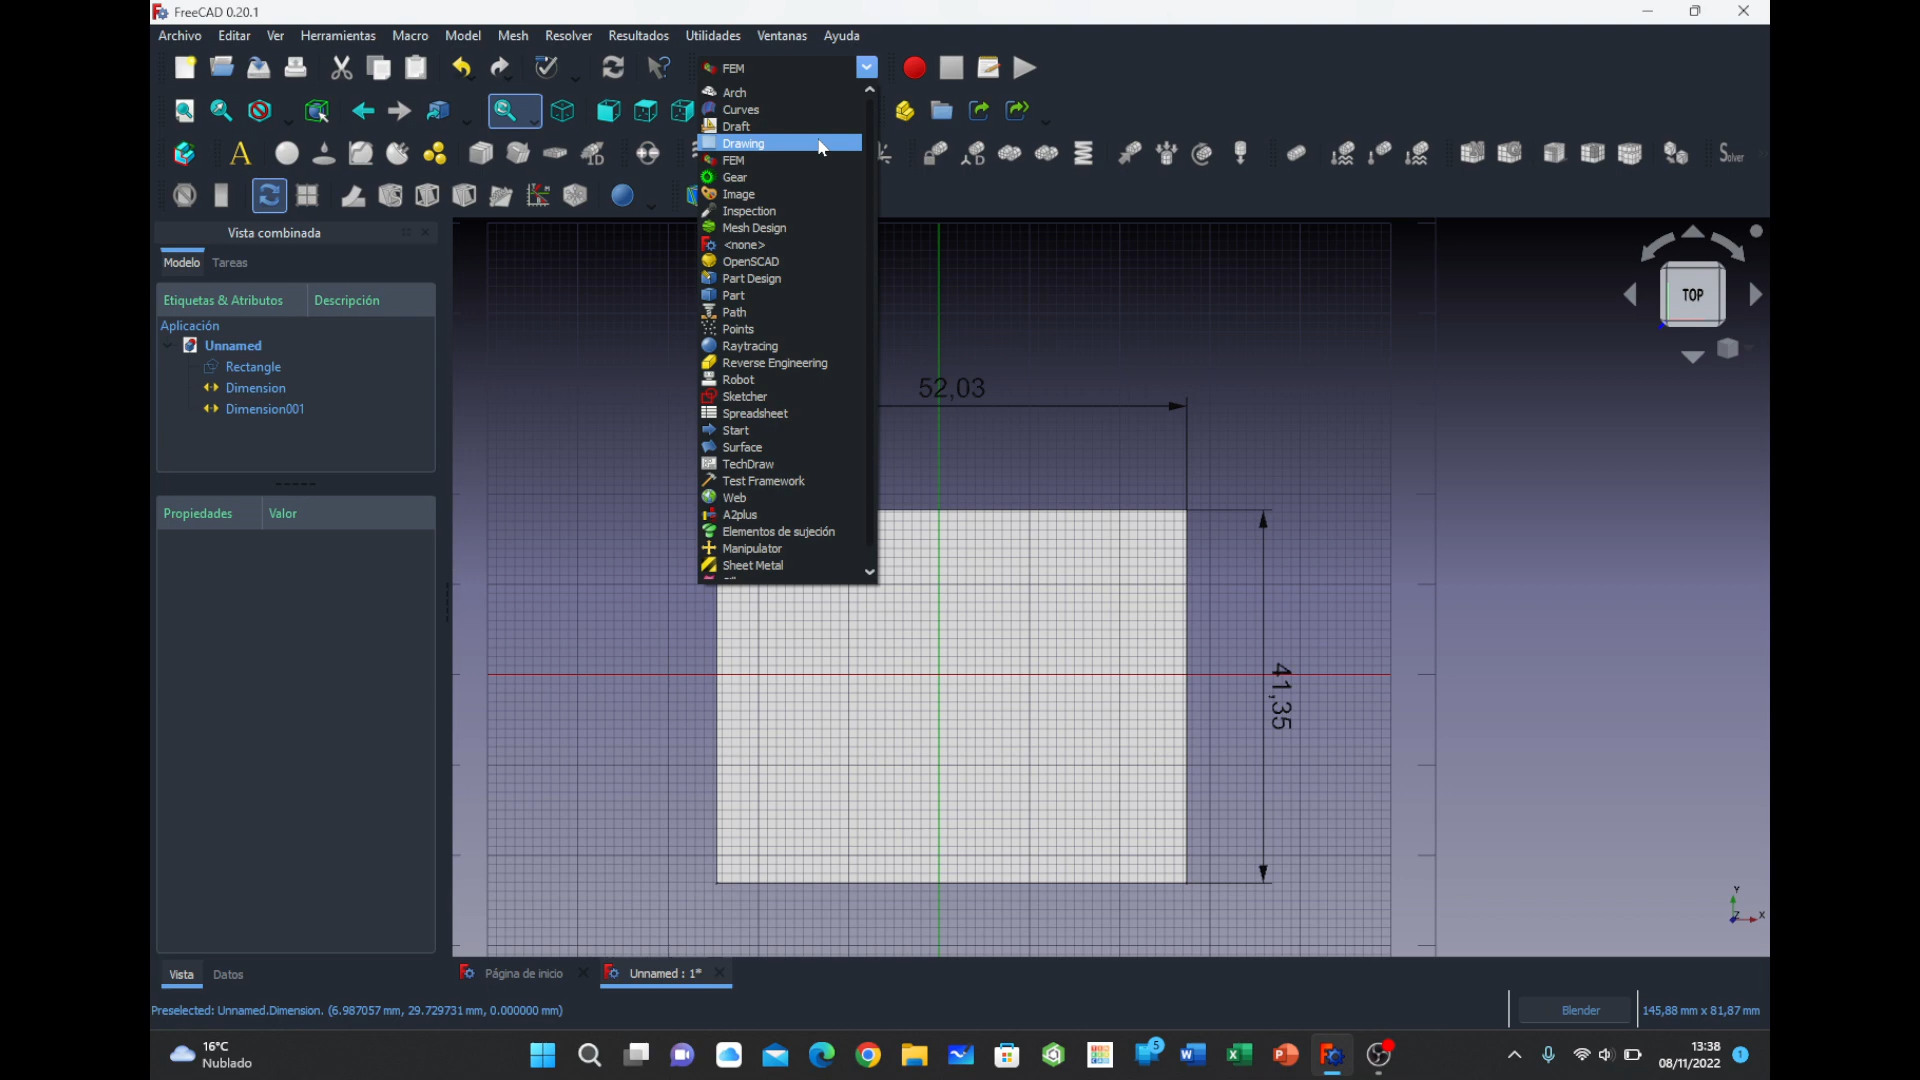 FreeCAD 0.20.1
Archivo Editar Ver Herramientas Macro Model Mesh Resolver Resultados Utilidades Ventanas Ayuda
FEM
Arch
Curves
Draft
Drawing
FEM
Gear
Image
Inspection
Mesh Design
<none>
OpenSCAD
Part Design
Part
Path
Points
Raytracing
Reverse Engineering
Robot
Sketcher
Spreadsheet
Start
Surface
TechDraw
Test Framework
Web
A2plus
Elementos de sujeción
Manipulator
Sheet Metal
Solver
Vista combinada
Modelo Tareas
Etiquetas & Atributos Descripción
Aplicación
Unnamed
Rectangle
Dimension
Dimension001
Propiedades Valor
TOP
52,03
41,35
Y
Z X
Vista Datos
Página de inicio Unnamed : 1*
Preselected: Unnamed.Dimension. (6.987057 mm, 29.729731 mm, 0.000000 mm)
Blender 145,88 mm x 81,87 mm
16°C
Nublado
5
13:38
08/11/2022
1